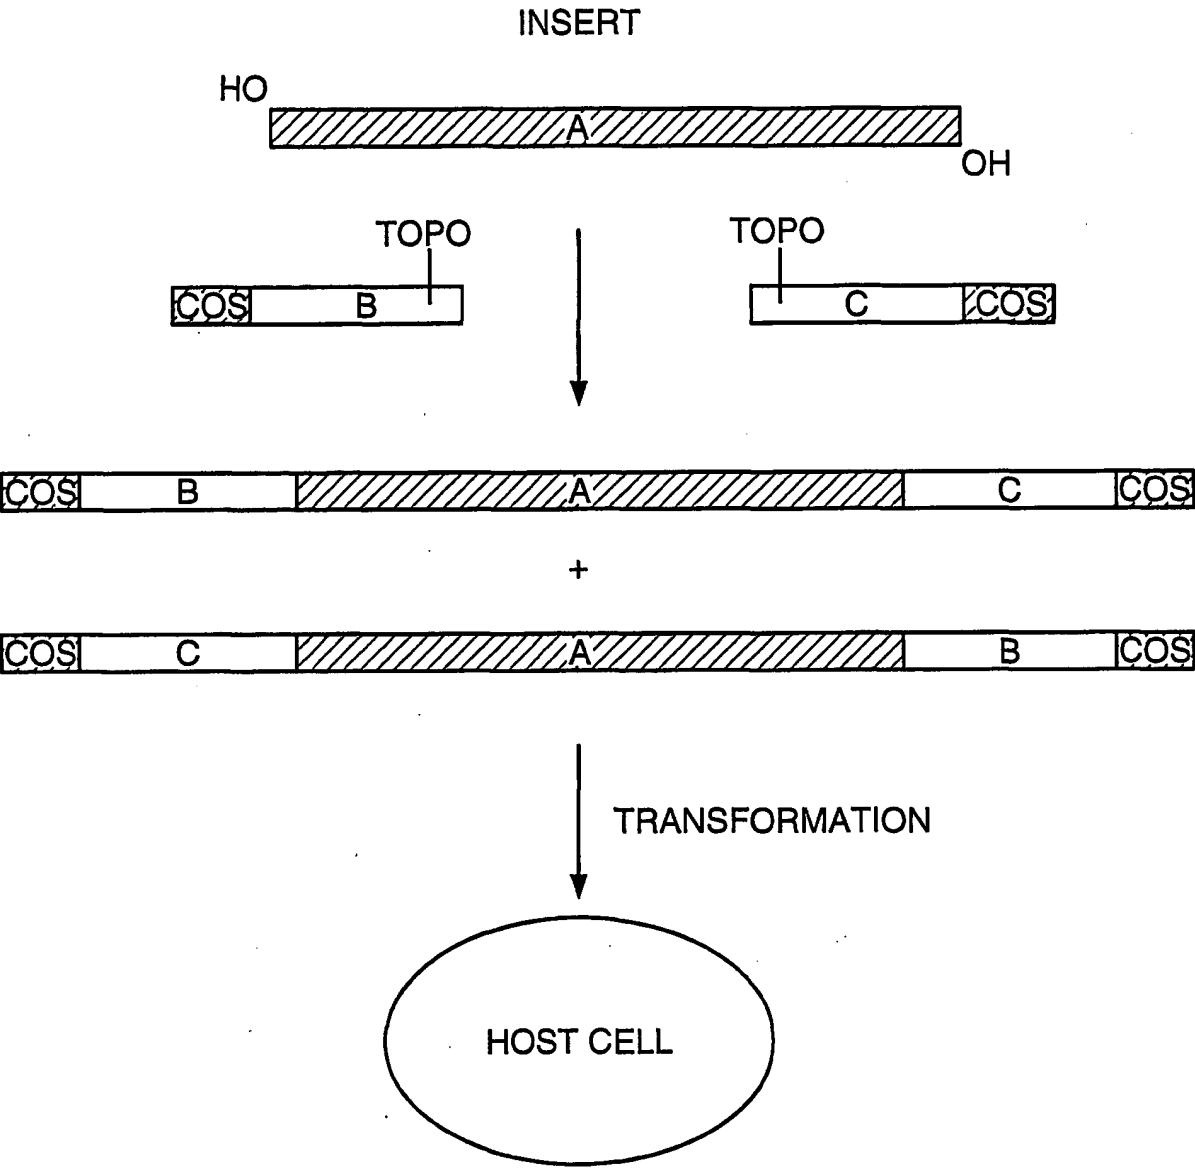 INSERT
HO
A
OH
TOPO TOPO
COS B C COS
COS B A C COS
+
COS C A B COS
TRANSFORMATION
HOST CELL